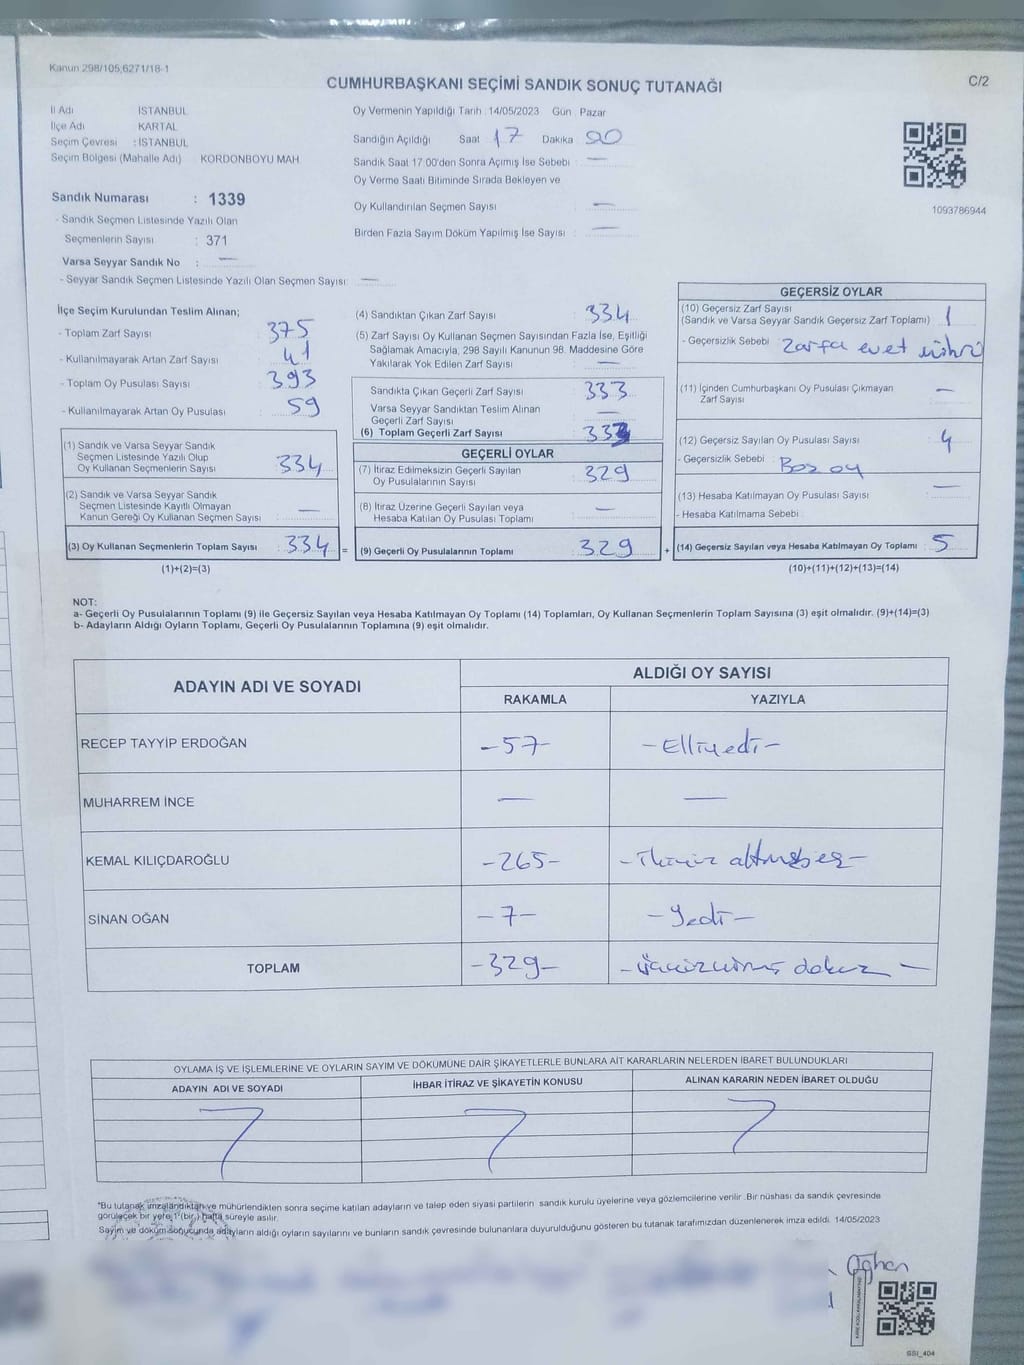 Kanun 298/105,6271/18-1
C/2
CUMHURBAŞKANI SEÇİMİ SANDIK SONUÇ TUTANAĞI
İl Adı İSTANBUL
İlçe Adı KARTAL
Seçim Çevresi : İSTANBUL
Seçim Bölgesi (Mahalle Adı) KORDONBOYU MAH.
Sandık Numarası : 1339
- Sandık Seçmen Listesinde Yazılı Olan
Seçmenlerin Sayısı : 371
Varsa Seyyar Sandık No : —
- Seyyar Sandık Seçmen Listesinde Yazılı Olan Seçmen Sayısı: —
Oy Vermenin Yapıldığı Tarih :14/05/2023 Gün : Pazar
Sandığın Açıldığı Saat 17 Dakika 20
Sandık Saat 17:00'den Sonra Açımış İse Sebebi : —
Oy Verme Saati Bitiminde Sırada Bekleyen ve
Oy Kullandırılan Seçmen Sayısı : —
Birden Fazla Sayım Döküm Yapılmış İse Sayısı : —
1093786944
İlçe Seçim Kurulundan Teslim Alınan;
- Toplam Zarf Sayısı : 375
- Kullanılmayarak Artan Zarf Sayısı : 41
- Toplam Oy Pusulası Sayısı : 393
- Kullanılmayarak Artan Oy Pusulası : 59
(1) Sandık ve Varsa Seyyar Sandık
Seçmen Listesinde Yazılı Olup
Oy Kullanan Seçmenlerin Sayısı : 334
(2) Sandık ve Varsa Seyyar Sandık
Seçmen Listesinde Kayıtlı Olmayan
Kanun Gereği Oy Kullanan Seçmen Sayısı : —
(3) Oy Kullanan Seçmenlerin Toplam Sayısı : 334
(1)+(2)=(3)
=
(4) Sandıktan Çıkan Zarf Sayısı : 334
(5) Zarf Sayısı Oy Kullanan Seçmen Sayısından Fazla İse, Eşitliği
Sağlamak Amacıyla, 298 Sayılı Kanunun 98. Maddesine Göre
Yakılarak Yok Edilen Zarf Sayısı : —
Sandıkta Çıkan Geçerli Zarf Sayısı : 333
Varsa Seyyar Sandıktan Teslim Alınan
Geçerli Zarf Sayısı : —
(6) Toplam Geçerli Zarf Sayısı : 333
GEÇERLİ OYLAR
(7) İtiraz Edilmeksizin Geçerli Sayılan
Oy Pusulalarının Sayısı : 329
(8) İtiraz Üzerine Geçerli Sayılan veya
Hesaba Katılan Oy Pusulası Toplamı : —
(9) Geçerli Oy Pusulalarının Toplamı : 329
+
GEÇERSİZ OYLAR
(10) Geçersiz Zarf Sayısı
(Sandık ve Varsa Seyyar Sandık Geçersiz Zarf Toplamı) : 1
- Geçersizlik Sebebi : Zarfa evet mührü
(11) İçinden Cumhurbaşkanı Oy Pusulası Çıkmayan
Zarf Sayısı : —
(12) Geçersiz Sayılan Oy Pusulası Sayısı : 4
- Geçersizlik Sebebi : Boş oy
(13) Hesaba Katılmayan Oy Pusulası Sayısı : —
- Hesaba Katılmama Sebebi :
(14) Geçersiz Sayılan veya Hesaba Katılmayan Oy Toplamı : 5
(10)+(11)+(12)+(13)=(14)
NOT:
a- Geçerli Oy Pusulalarının Toplamı (9) ile Geçersiz Sayılan veya Hesaba Katılmayan Oy Toplamı (14) Toplamları, Oy Kullanan Seçmenlerin Toplam Sayısına (3) eşit olmalıdır. (9)+(14)=(3)
b- Adayların Aldığı Oyların Toplamı, Geçerli Oy Pusulalarının Toplamına (9) eşit olmalıdır.
ADAYIN ADI VE SOYADI
ALDIĞI OY SAYISI
RAKAMLA YAZIYLA
RECEP TAYYİP ERDOĞAN -57- -Elliyedi-
MUHARREM İNCE — —
KEMAL KILIÇDAROĞLU -265- -İkiyüz altmışbeş-
SİNAN OĞAN -7- -Yedi-
TOPLAM -329- -üçyüzyirmi dokuz-
OYLAMA İŞ VE İŞLEMLERİNE VE OYLARIN SAYIM VE DÖKÜMÜNE DAİR ŞİKAYETLERLE BUNLARA AİT KARARLARIN NELERDEN İBARET BULUNDUKLARI
ADAYIN ADI VE SOYADI İHBAR İTİRAZ VE ŞİKAYETİN KONUSU ALINAN KARARIN NEDEN İBARET OLDUĞU
*Bu tutanak imzalandıktan ve mühürlendikten sonra seçime katılan adayların ve talep eden siyasi partilerin sandık kurulu üyelerine veya gözlemcilerine verilir. Bir nüshası da sandık çevresinde
görülecek bir yere 1 (bir) hafta süreyle asılır.
Sayım ve döküm sonucunda adayların aldığı oyların sayılarını ve bunların sandık çevresinde bulunanlara duyurulduğunu gösteren bu tutanak tarafımızdan düzenlenerek imza edildi. 14/05/2023
SSI_404